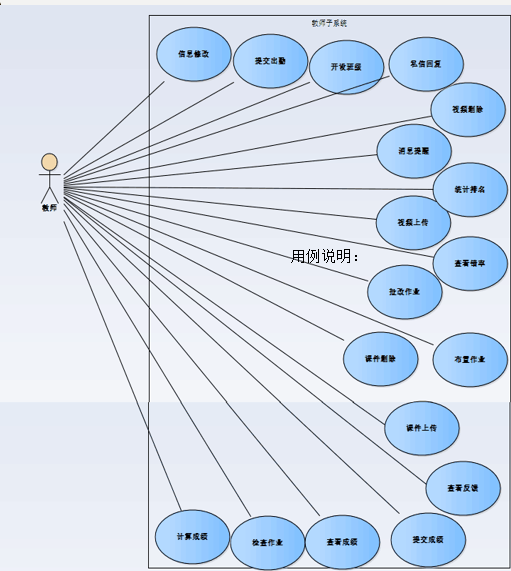 教师子系统
信息修改
提交出勤
开设班级
私信回复
视频删除
消息提醒
统计排名
视频上传
用例说明：
查看错率
批改作业
课件删除
布置作业
教师
课件上传
查看反馈
计算成绩
检查作业
查看成绩
提交成绩